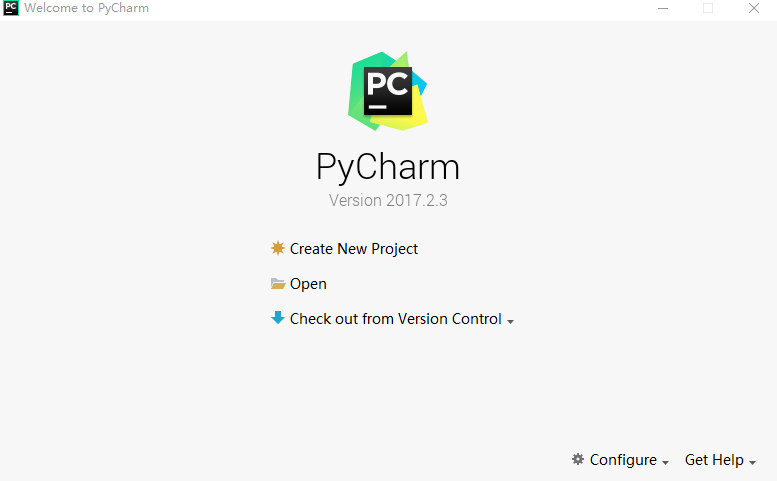 PC Welcome to PyCharm
PC
PyCharm
Version 2017.2.3
Create New Project
Open
Check out from Version Control
Configure Get Help